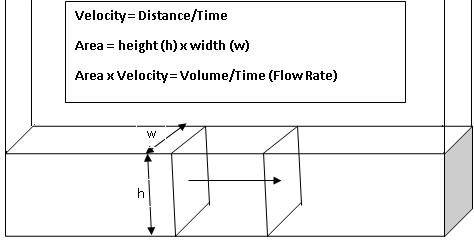 Velocity = Distance/Time
Area = height (h) x width (w)
Area x Velocity = Volume/Time (Flow Rate)
w
h